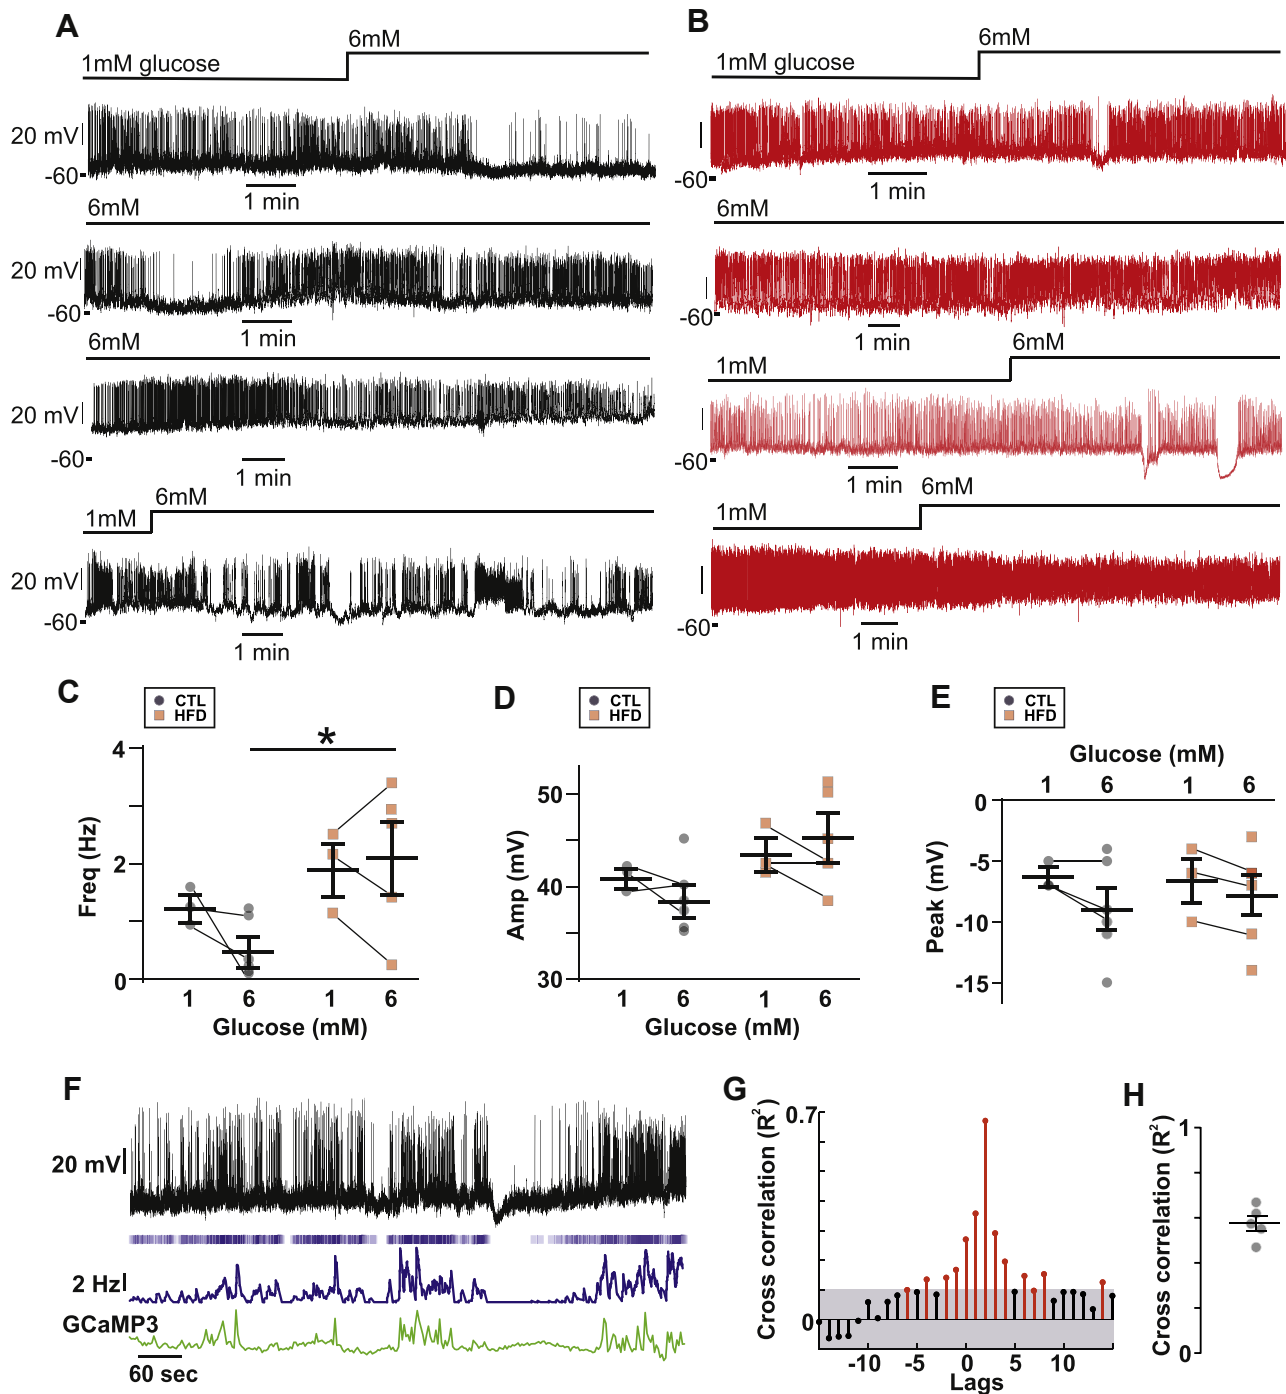 A
B
6mM
6mM
1mM glucose
1mM glucose
20 mV
-60
-60
1 min
1 min
6mM
6mM
20 mV
-60
-60
1 min
1 min
6mM
1mM
6mM
20 mV
-60
-60
1 min
1 min
6mM
6mM
1mM
1mM
20 mV
-60
-60
1 min
1 min
C
CTL
HFD
D
CTL
HFD
E
CTL
HFD
*
4
2
0
Freq (Hz)
1 6 1 6
Glucose (mM)
50
40
30
Amp (mV)
1 6 1 6
Glucose (mM)
Glucose (mM)
1 6 1 6
0
-5
-10
-15
Peak (mV)
F
20 mV
2 Hz
GCaMP3
60 sec
G
0.7
0
Cross correlation (R²)
-10 -5 0 5 10
Lags
H
1
0
Cross correlation (R²)